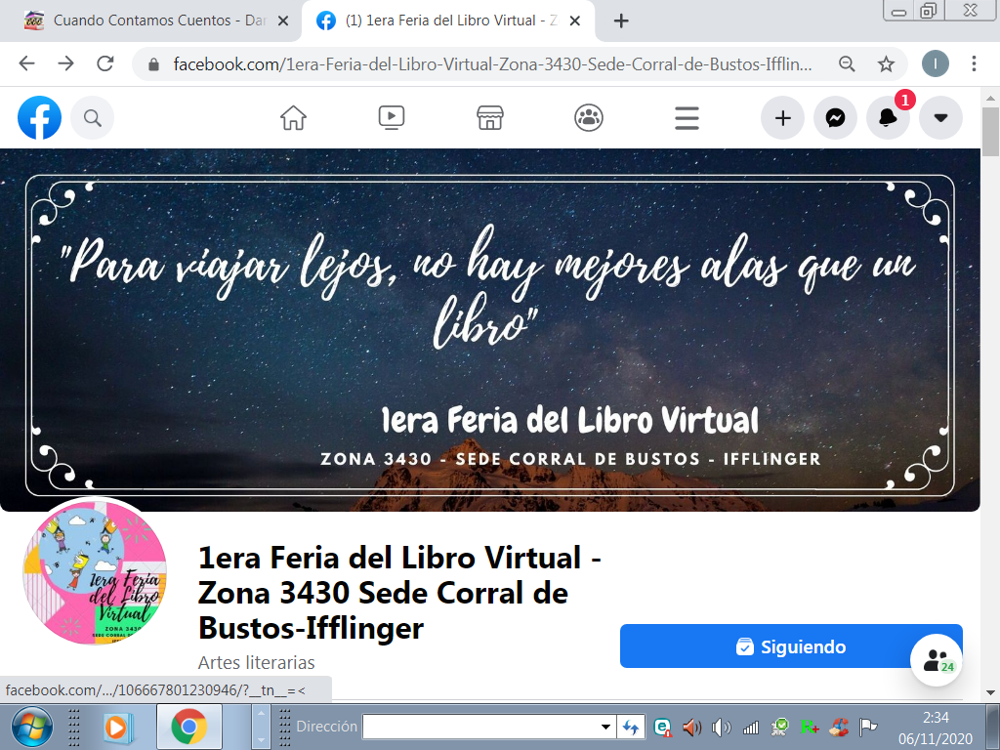 Cuando Contamos Cuentos - Dar
(1) 1era Feria del Libro Virtual - Z
facebook.com/1era-Feria-del-Libro-Virtual-Zona-3430-Sede-Corral-de-Bustos-Ifflin...
I
1
"Para viajar lejos, no hay mejores alas que un
libro"
1era Feria del Libro Virtual
ZONA 3430 - SEDE CORRAL DE BUSTOS - IFFLINGER
1era Feria
del Libro
Virtual
ZONA 3430
1era Feria del Libro Virtual -
Zona 3430 Sede Corral de
Bustos-Ifflinger
Artes literarias
Siguiendo
24
facebook.com/.../106667801230946/?__tn__=<
Dirección
2:34
06/11/2020